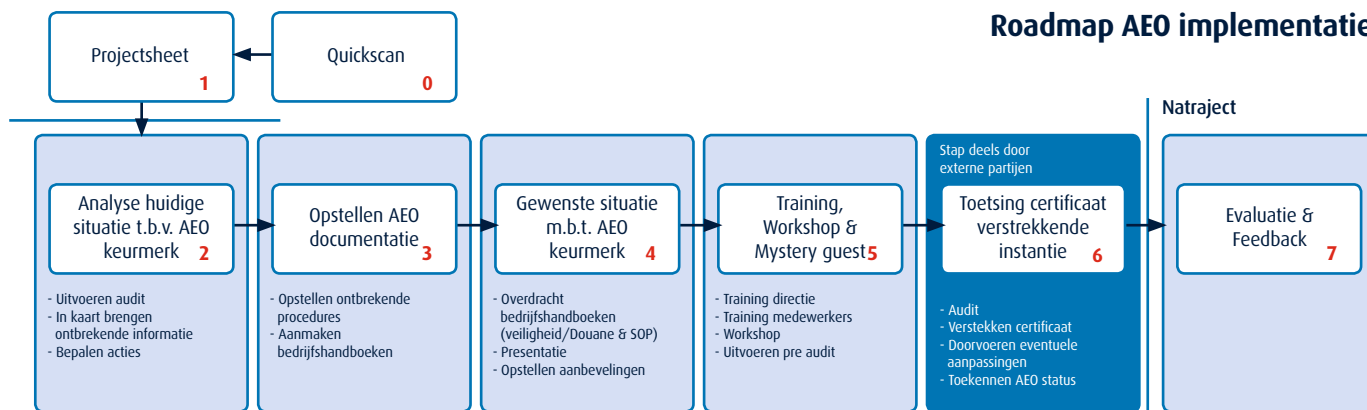 Roadmap AEO implementatie
Projectsheet
1
Quickscan
0
Natraject
Analyse huidige
situatie t.b.v. AEO
keurmerk 2
- Uitvoeren audit
- In kaart brengen
ontbrekende informatie
- Bepalen acties
Opstellen AEO
documentatie
3
- Opstellen ontbrekende
procedures
- Aanmaken
bedrijfshandboeken
Gewenste situatie
m.b.t. AEO
keurmerk 4
- Overdracht
bedrijfshandboeken
(veiligheid/Douane & SOP)
- Presentatie
- Opstellen aanbevelingen
Training,
Workshop &
Mystery guest 5
- Training directie
- Training medewerkers
- Workshop
- Uitvoeren pre audit
Stap deels door
externe partijen
Toetsing certificaat
verstrekkende
instantie 6
- Audit
- Verstekken certificaat
- Doorvoeren eventuele
aanpassingen
- Toekennen AEO status
Evaluatie &
Feedback 7